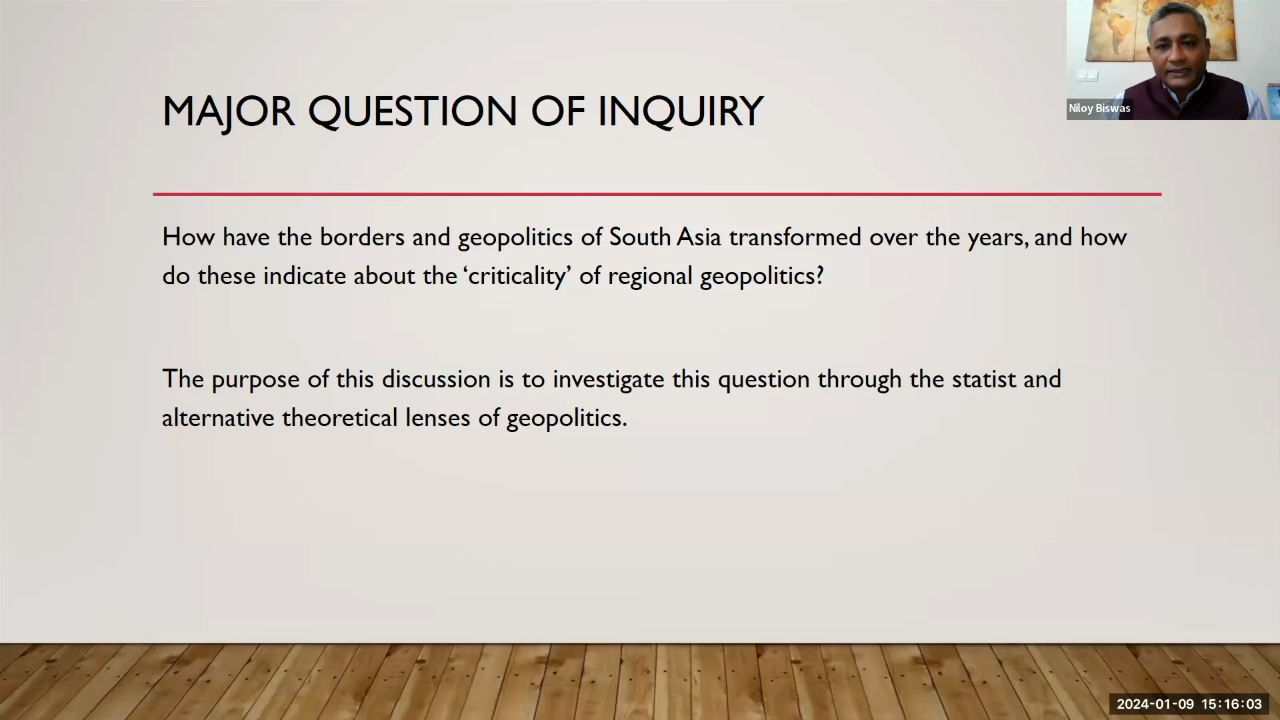 MAJOR QUESTION OF INQUIRY
Niloy Biswas
How have the borders and geopolitics of South Asia transformed over the years, and how
do these indicate about the ‘criticality’ of regional geopolitics?
The purpose of this discussion is to investigate this question through the statist and
alternative theoretical lenses of geopolitics.
2024-01-09 15:16:03